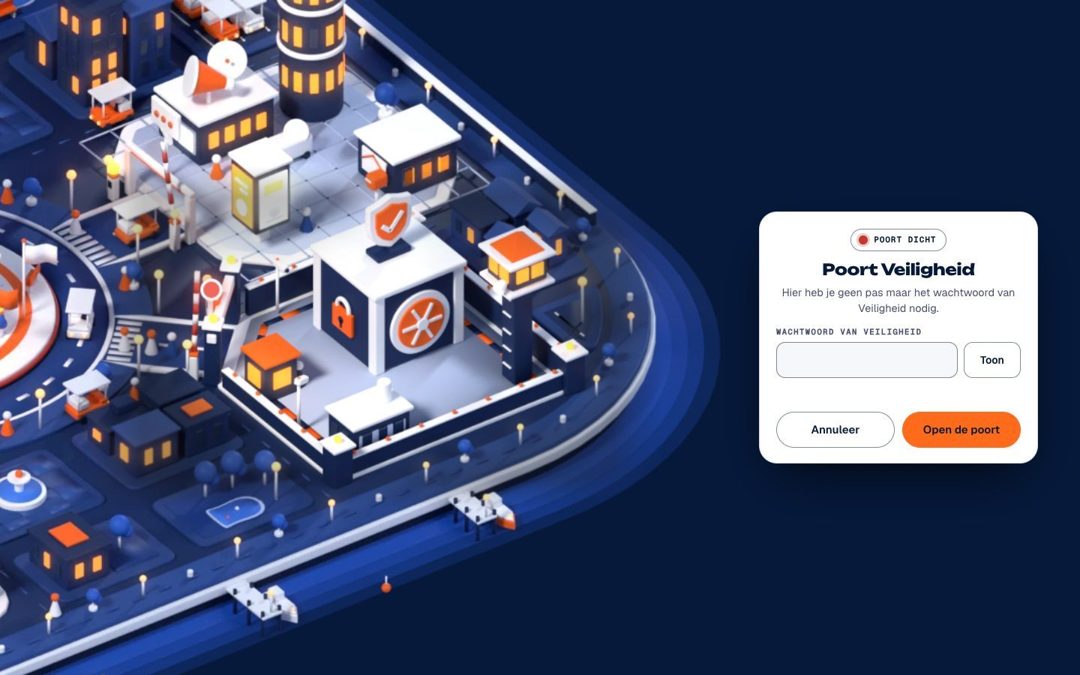 POORT DICHT
Poort Veiligheid
Hier heb je geen pas maar het wachtwoord van
Veiligheid nodig.
WACHTWOORD VAN VEILIGHEID
Toon
Annuleer
Open de poort